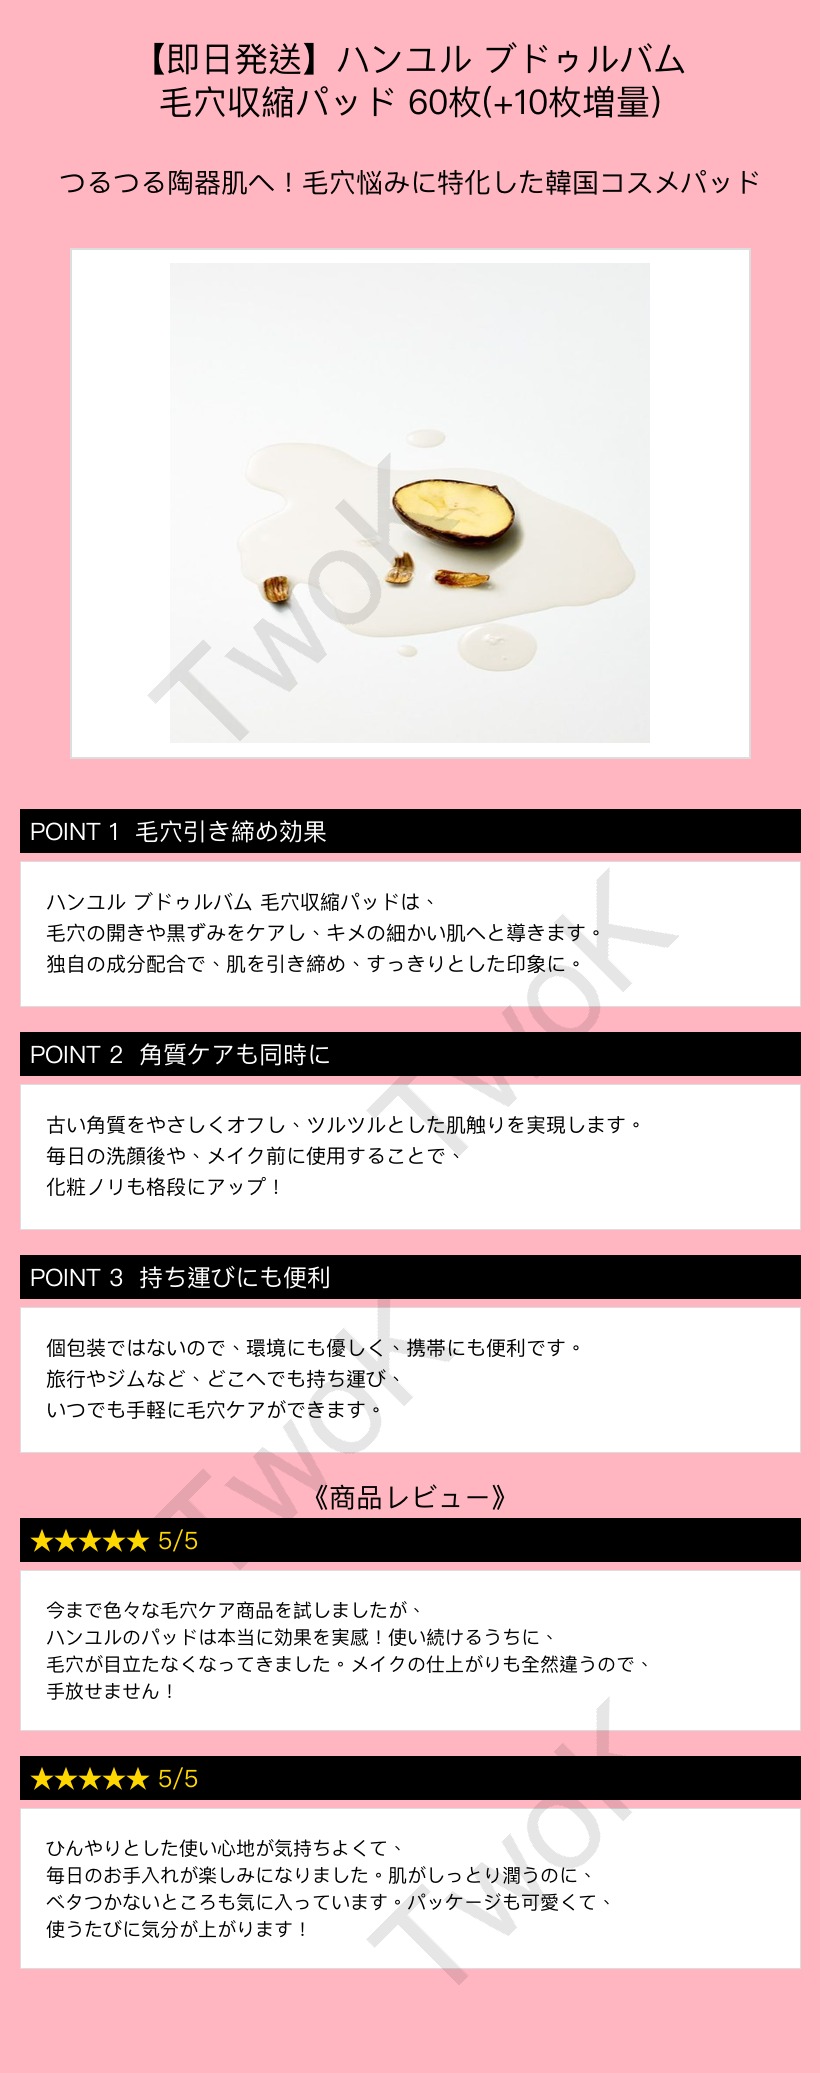 【即日発送】ハンユル ブドゥルバム
毛穴収縮パッド 60枚(+10枚増量)
つるつる陶器肌へ！毛穴悩みに特化した韓国コスメパッド
TwoK
POINT 1 毛穴引き締め効果
ハンユル ブドゥルバム 毛穴収縮パッドは、
毛穴の開きや黒ずみをケアし、キメの細かい肌へと導きます。
独自の成分配合で、肌を引き締め、すっきりとした印象に。
TwoK
POINT 2 角質ケアも同時に
古い角質をやさしくオフし、ツルツルとした肌触りを実現します。
毎日の洗顔後や、メイク前に使用することで、
化粧ノリも格段にアップ！
POINT 3 持ち運びにも便利
個包装ではないので、環境にも優しく、携帯にも便利です。
旅行やジムなど、どこへでも持ち運び、
いつでも手軽に毛穴ケアができます。
TwoK
《商品レビュー》
★★★★★ 5/5
今まで色々な毛穴ケア商品を試しましたが、
ハンユルのパッドは本当に効果を実感！使い続けるうちに、
毛穴が目立たなくなってきました。メイクの仕上がりも全然違うので、
手放せません！
★★★★★ 5/5
ひんやりとした使い心地が気持ちよくて、
毎日のお手入れが楽しみになりました。肌がしっとり潤うのに、
ベタつかないところも気に入っています。パッケージも可愛くて、
使うたびに気分が上がります！
TwoK